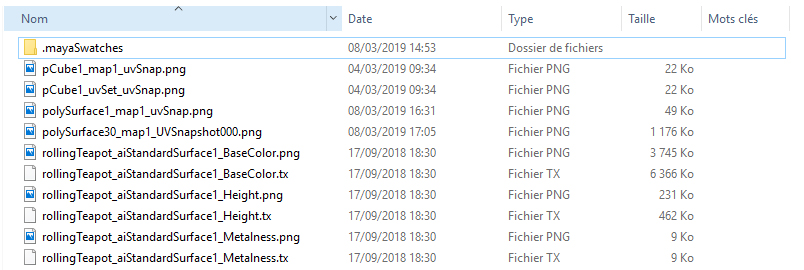 Nom Date Type Taille Mots clés
.mayaSwatches 08/03/2019 14:53 Dossier de fichiers
pCube1_map1_uvSnap.png 04/03/2019 09:34 Fichier PNG 22 Ko
pCube1_uvSet_uvSnap.png 04/03/2019 09:34 Fichier PNG 22 Ko
polySurface1_map1_uvSnap.png 08/03/2019 16:31 Fichier PNG 49 Ko
polySurface30_map1_UVSnapshot000.png 08/03/2019 17:05 Fichier PNG 1 176 Ko
rollingTeapot_aiStandardSurface1_BaseColor.png 17/09/2018 18:30 Fichier PNG 3 745 Ko
rollingTeapot_aiStandardSurface1_BaseColor.tx 17/09/2018 18:30 Fichier TX 6 366 Ko
rollingTeapot_aiStandardSurface1_Height.png 17/09/2018 18:30 Fichier PNG 231 Ko
rollingTeapot_aiStandardSurface1_Height.tx 17/09/2018 18:30 Fichier TX 462 Ko
rollingTeapot_aiStandardSurface1_Metalness.png 17/09/2018 18:30 Fichier PNG 9 Ko
rollingTeapot_aiStandardSurface1_Metalness.tx 17/09/2018 18:30 Fichier TX 9 Ko